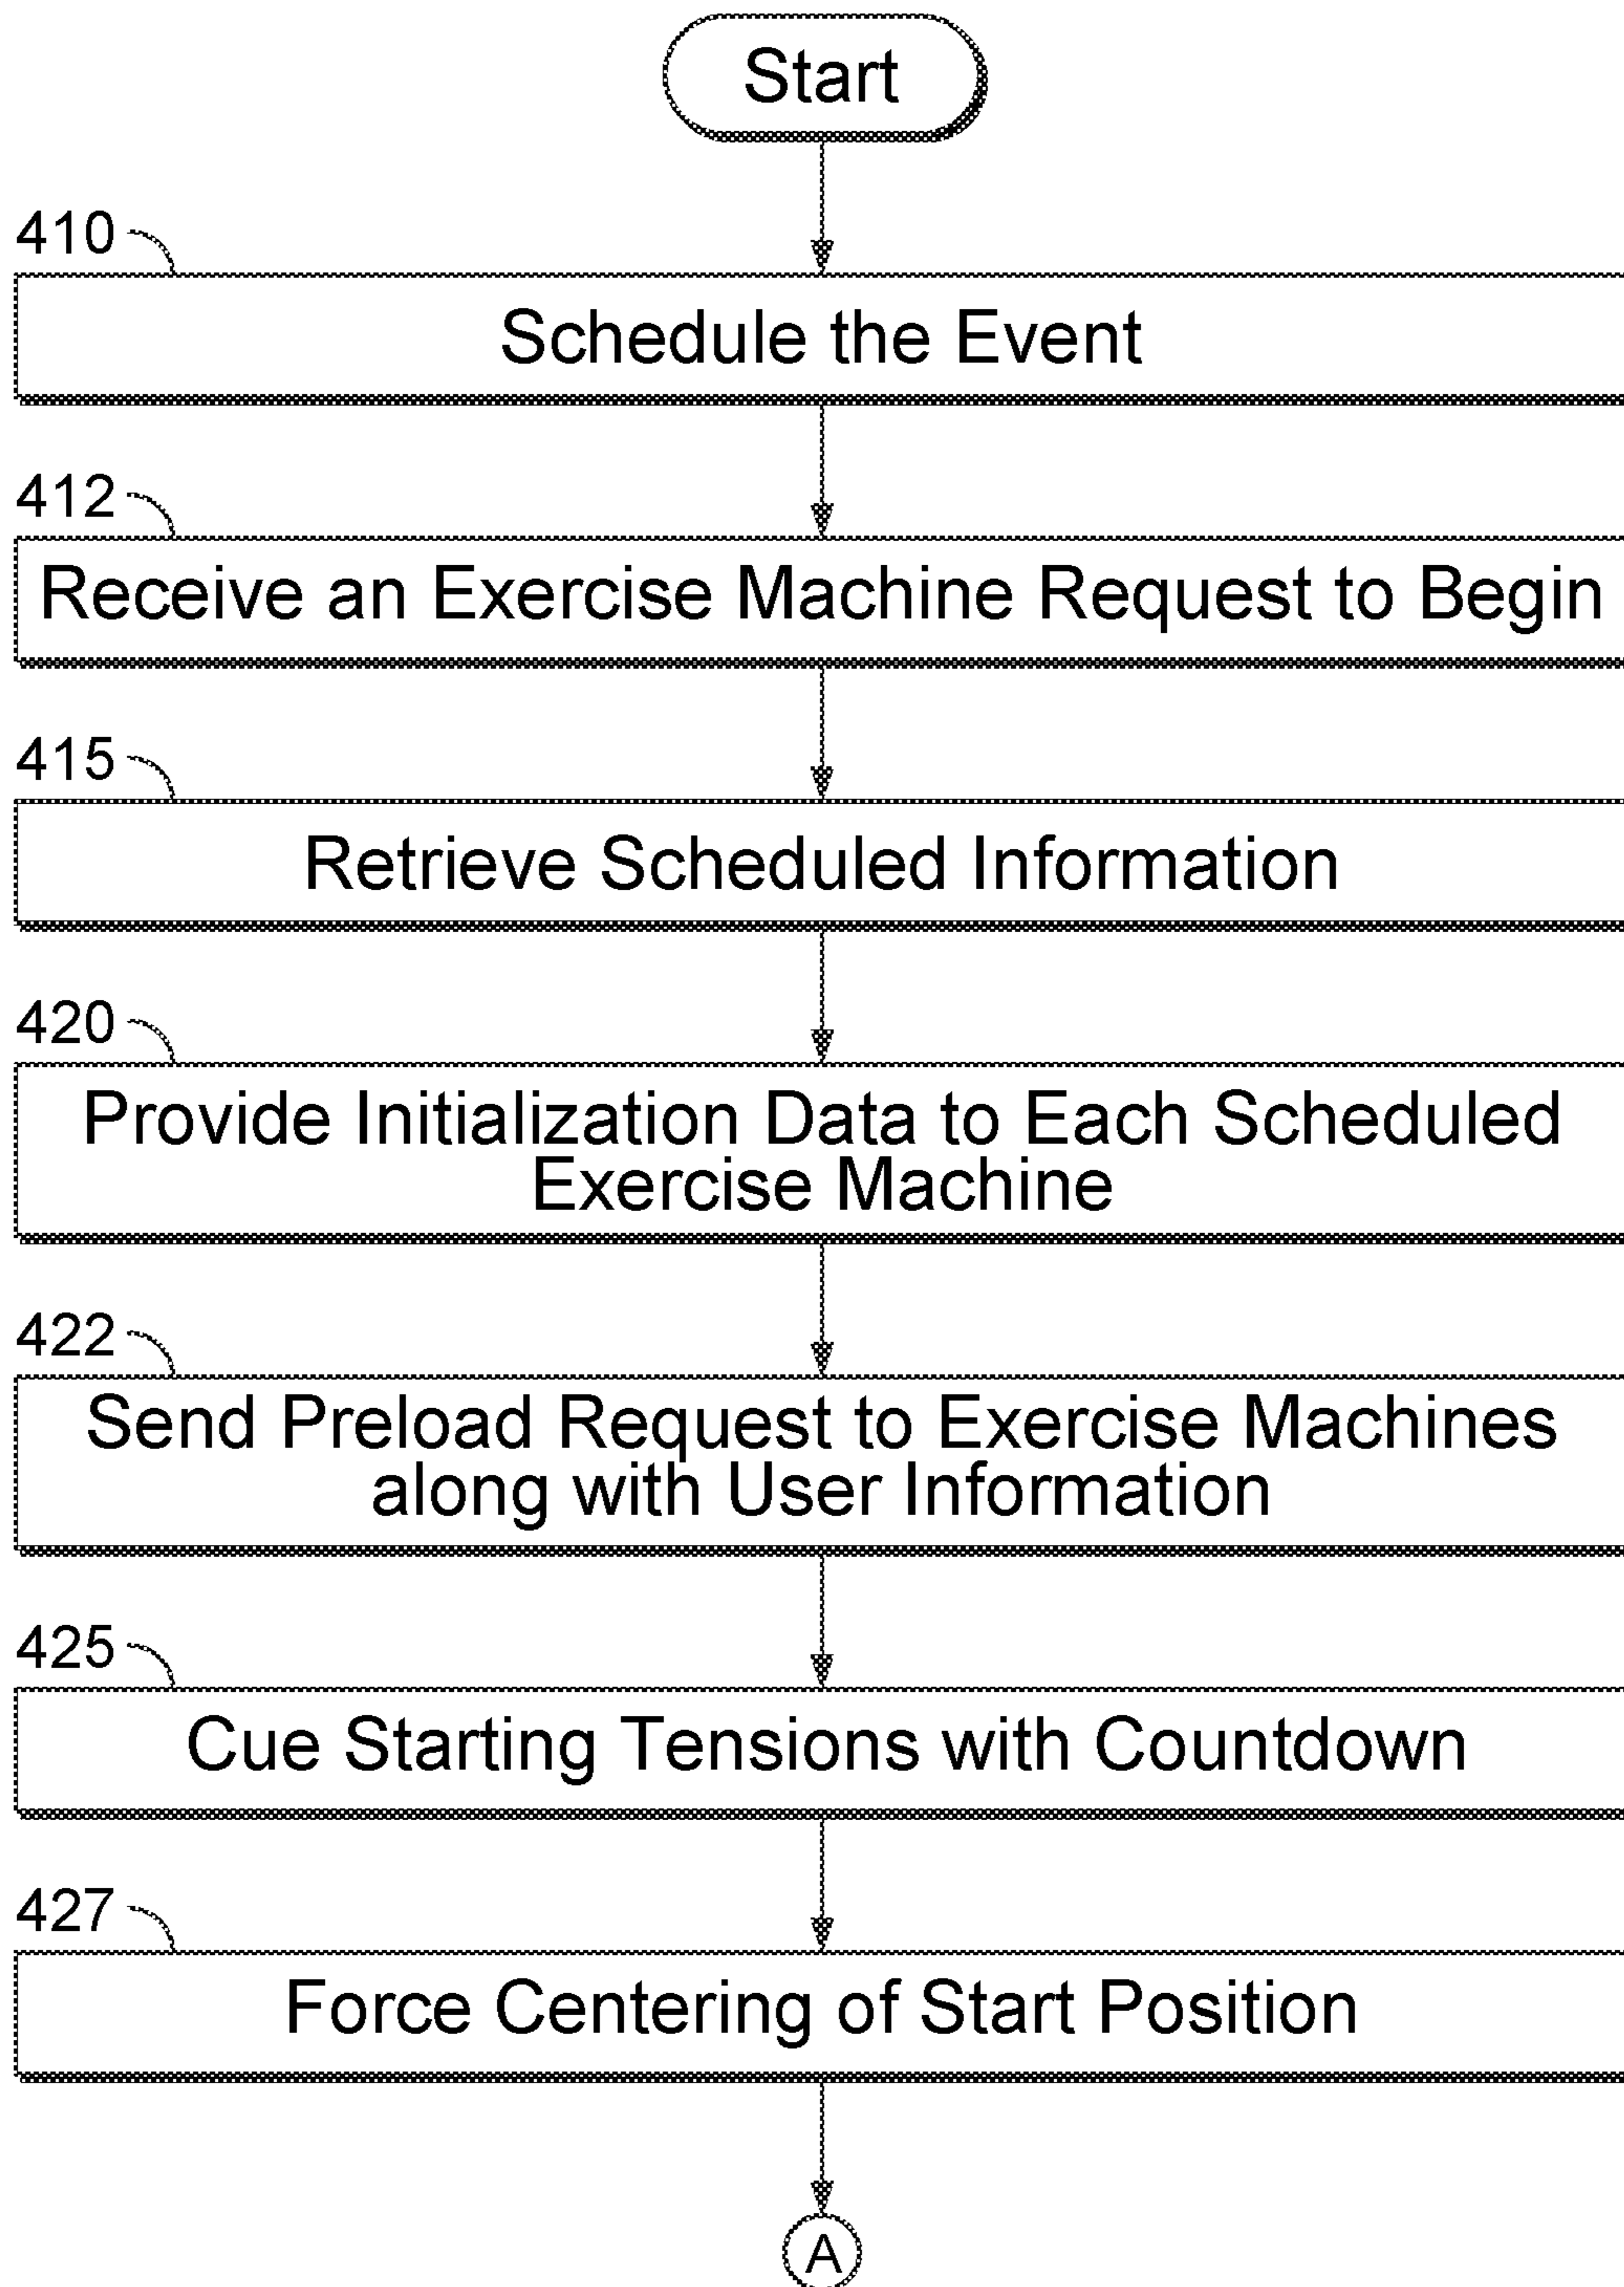 Start
410
Schedule the Event
412
Receive an Exercise Machine Request to Begin
415
Retrieve Scheduled Information
420
Provide Initialization Data to Each Scheduled
Exercise Machine
422
Send Preload Request to Exercise Machines
along with User Information
425
Cue Starting Tensions with Countdown
427
Force Centering of Start Position
A